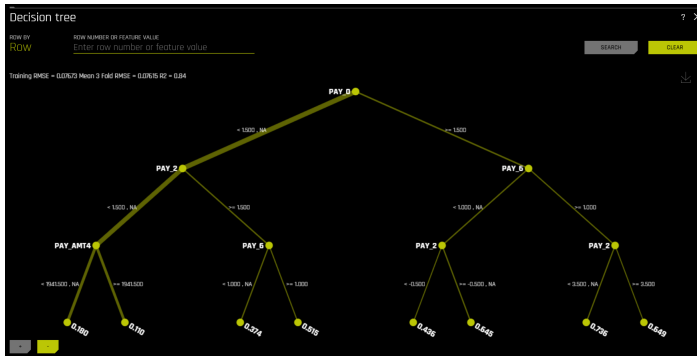 Decision tree
?
ROW BY
Row
ROW NUMBER OR FEATURE VALUE
Enter row number or feature value
SEARCH
CLEAR
Training RMSE = 0.07673 Mean 3 Fold RMSE = 0.07615 R2 = 0.84
PAY_0
< 1.500 , NA
>= 1.500
PAY_2
PAY_6
< 1.500 , NA
>= 1.500
< 1.000 , NA
>= 1.000
PAY_AMT4
PAY_6
PAY_2
PAY_2
< 1941.500 , NA
>= 1941.500
< 1.000 , NA
>= 1.000
< -0.500
>= -0.500 , NA
< 3.500 , NA
>= 3.500
0.180
0.110
0.374
0.515
0.436
0.645
0.736
0.649
+
-